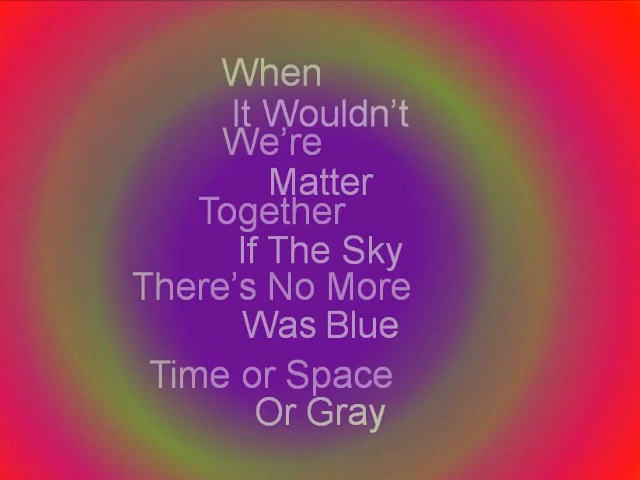 When
It Wouldn’t
We’re
Matter
Together
If The Sky
There’s No More
Was Blue
Time or Space
Or Gray